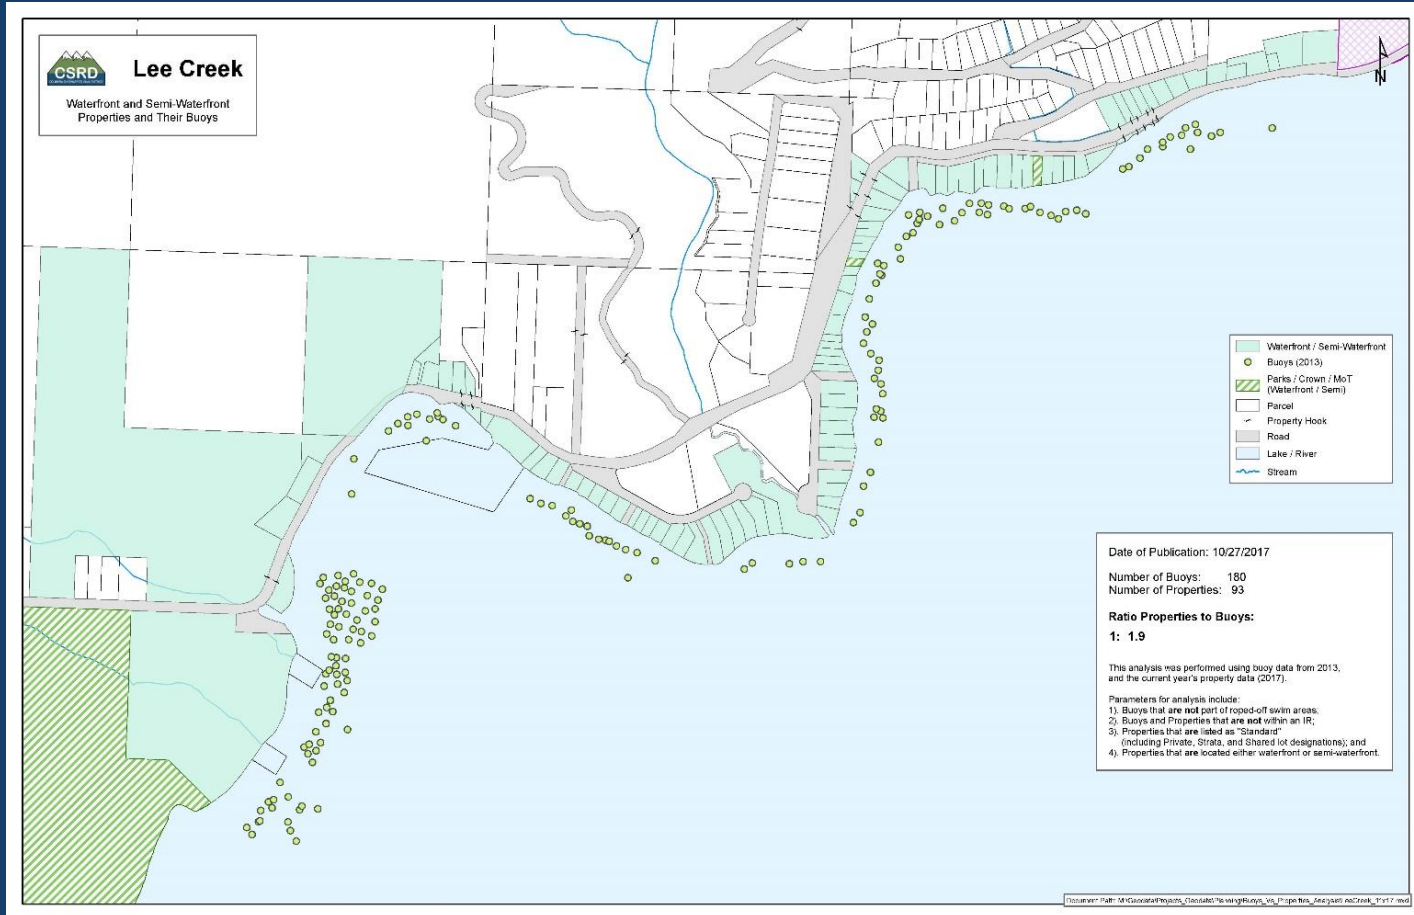 CSRD
Lee Creek
Waterfront and Semi-Waterfront
Properties and Their Buoys
N
Waterfront / Semi-Waterfront
Buoys (2013)
Parks / Crown / MoT
(Waterfront / Semi)
Parcel
Property Hook
Road
Lake / River
Stream
Date of Publication: 10/27/2017
Number of Buoys: 180
Number of Properties: 93
Ratio Properties to Buoys:
1: 1.9
This analysis was performed using buoy data from 2013,
and the current year's property data (2017).
Parameters for analysis include:
1). Buoys that are not part of roped-off swim areas;
2). Buoys and Properties that are not within an IR;
3). Properties that are listed as "Standard"
(including Private, Strata, and Shared lot designations); and
4). Properties that are located either waterfront or semi-waterfront.
Document Path: